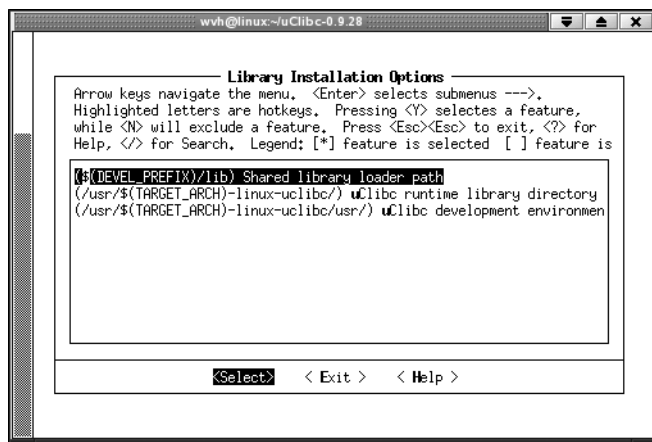 wvh@linux:~/uClibc-0.9.28
Library Installation Options
Arrow keys navigate the menu. <Enter> selects submenus --->.
Highlighted letters are hotkeys. Pressing <Y> selectes a feature,
while <N> will exclude a feature. Press <Esc><Esc> to exit, <?> for
Help, </> for Search. Legend: [*] feature is selected [ ] feature is
($(DEVEL_PREFIX)/lib) Shared library loader path
(/usr/$(TARGET_ARCH)-linux-uclibc/) uClibc runtime library directory
(/usr/$(TARGET_ARCH)-linux-uclibc/usr/) uClibc development environmen
<Select> < Exit > < Help >